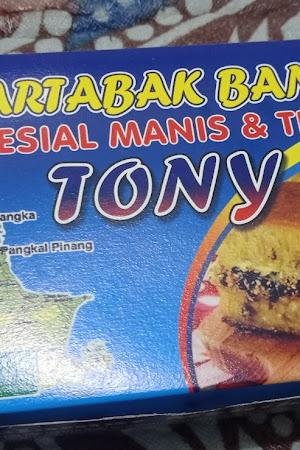 ARTABAK BAN
ESIAL MANIS & T
TONY
angka
Pangkal Pinang